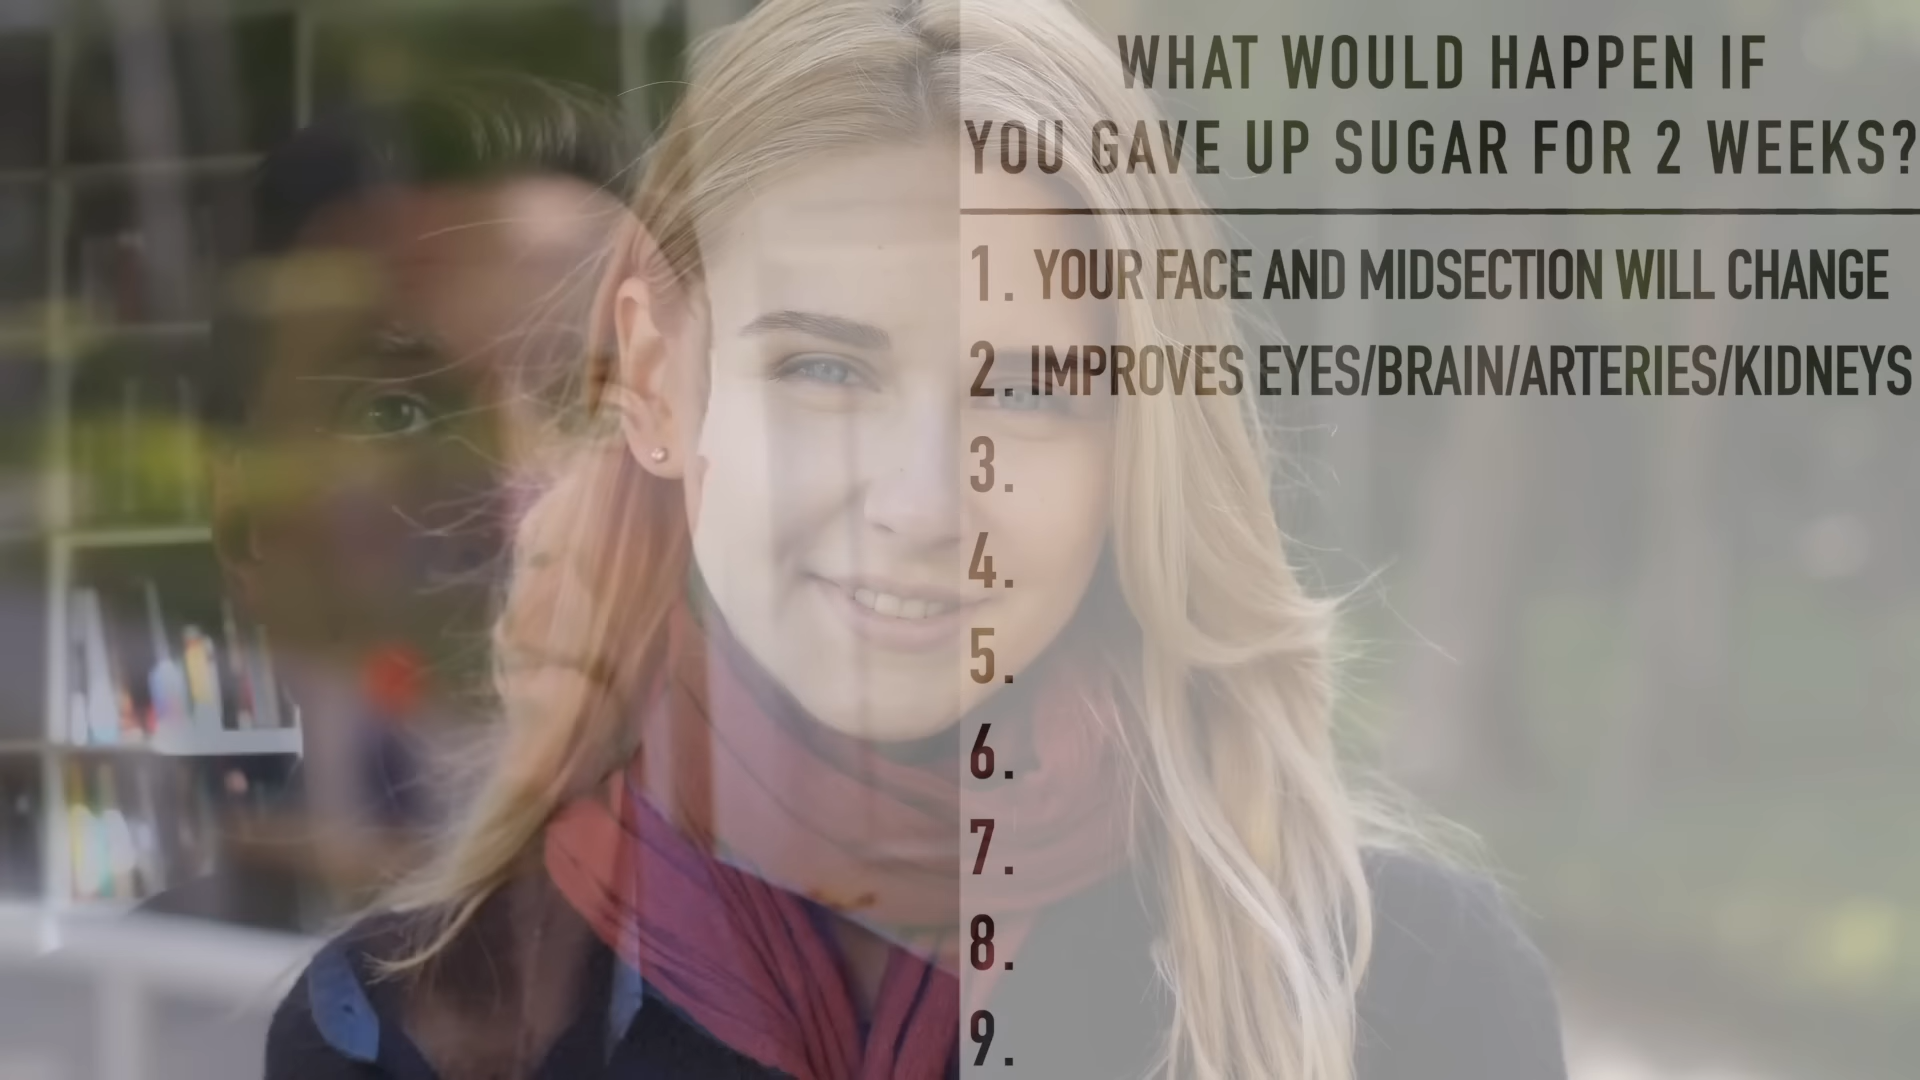 WHAT WOULD HAPPEN IF
YOU GAVE UP SUGAR FOR 2 WEEKS?
1. YOUR FACE AND MIDSECTION WILL CHANGE
2. IMPROVES EYES/BRAIN/ARTERIES/KIDNEYS
3.
4.
5.
6.
7.
8.
9.